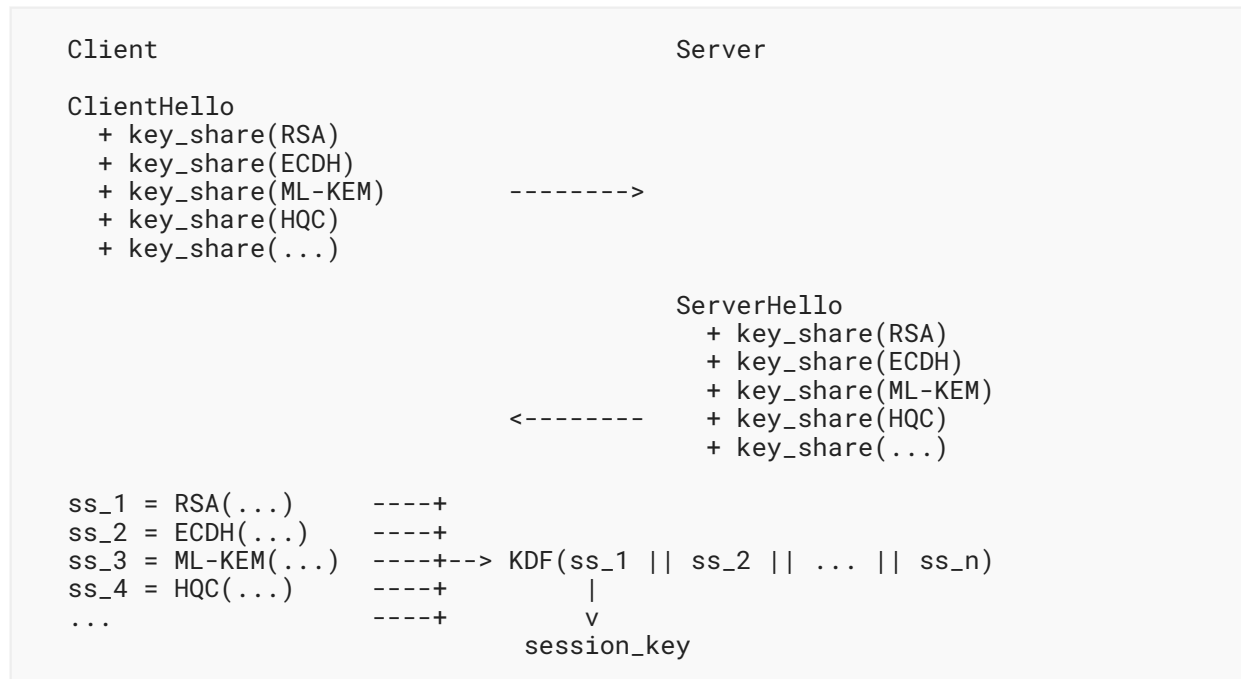 Client                                  Server
ClientHello
  + key_share(RSA)
  + key_share(ECDH)
  + key_share(ML-KEM)        -------->
  + key_share(HQC)
  + key_share(...)
                                        ServerHello
                                          + key_share(RSA)
                                          + key_share(ECDH)
                                          + key_share(ML-KEM)
                             <--------    + key_share(HQC)
                                          + key_share(...)
ss_1 = RSA(...)     ----+
ss_2 = ECDH(...)    ----+
ss_3 = ML-KEM(...)  ----+--> KDF(ss_1 || ss_2 || ... || ss_n)
ss_4 = HQC(...)     ----+         |
...                 ----+         v
                              session_key